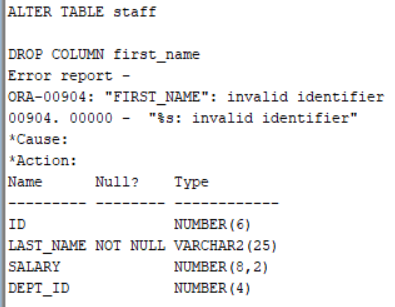 ALTER TABLE staff
DROP COLUMN first_name
Error report -
ORA-00904: "FIRST_NAME": invalid identifier
00904. 00000 -  "%s: invalid identifier"
*Cause:
*Action:
Name      Null?    Type
--------- -------- ------------
ID                 NUMBER(6)
LAST_NAME NOT NULL VARCHAR2(25)
SALARY             NUMBER(8,2)
DEPT_ID            NUMBER(4)